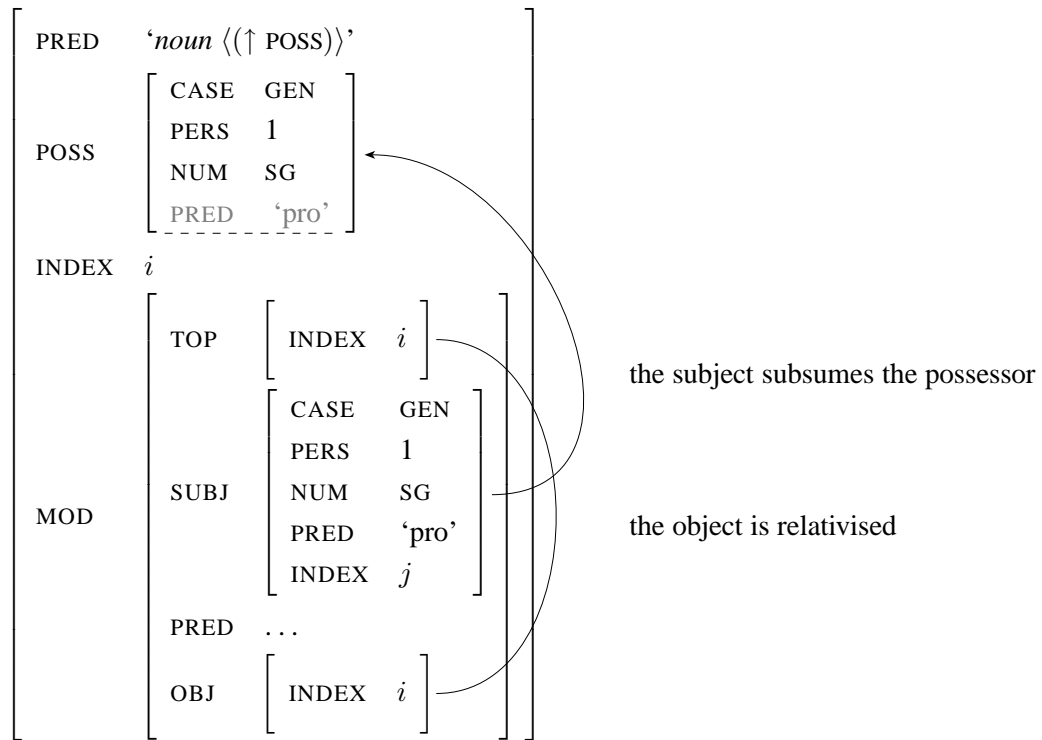 PRED ‘noun ⟨(↑ POSS)⟩’
CASE GEN
PERS 1
POSS
NUM SG
PRED ‘pro’
INDEX i
TOP INDEX i
the subject subsumes the possessor
CASE GEN
PERS 1
SUBJ NUM SG
MOD
PRED ‘pro’
the object is relativised
INDEX j
PRED ...
OBJ INDEX i